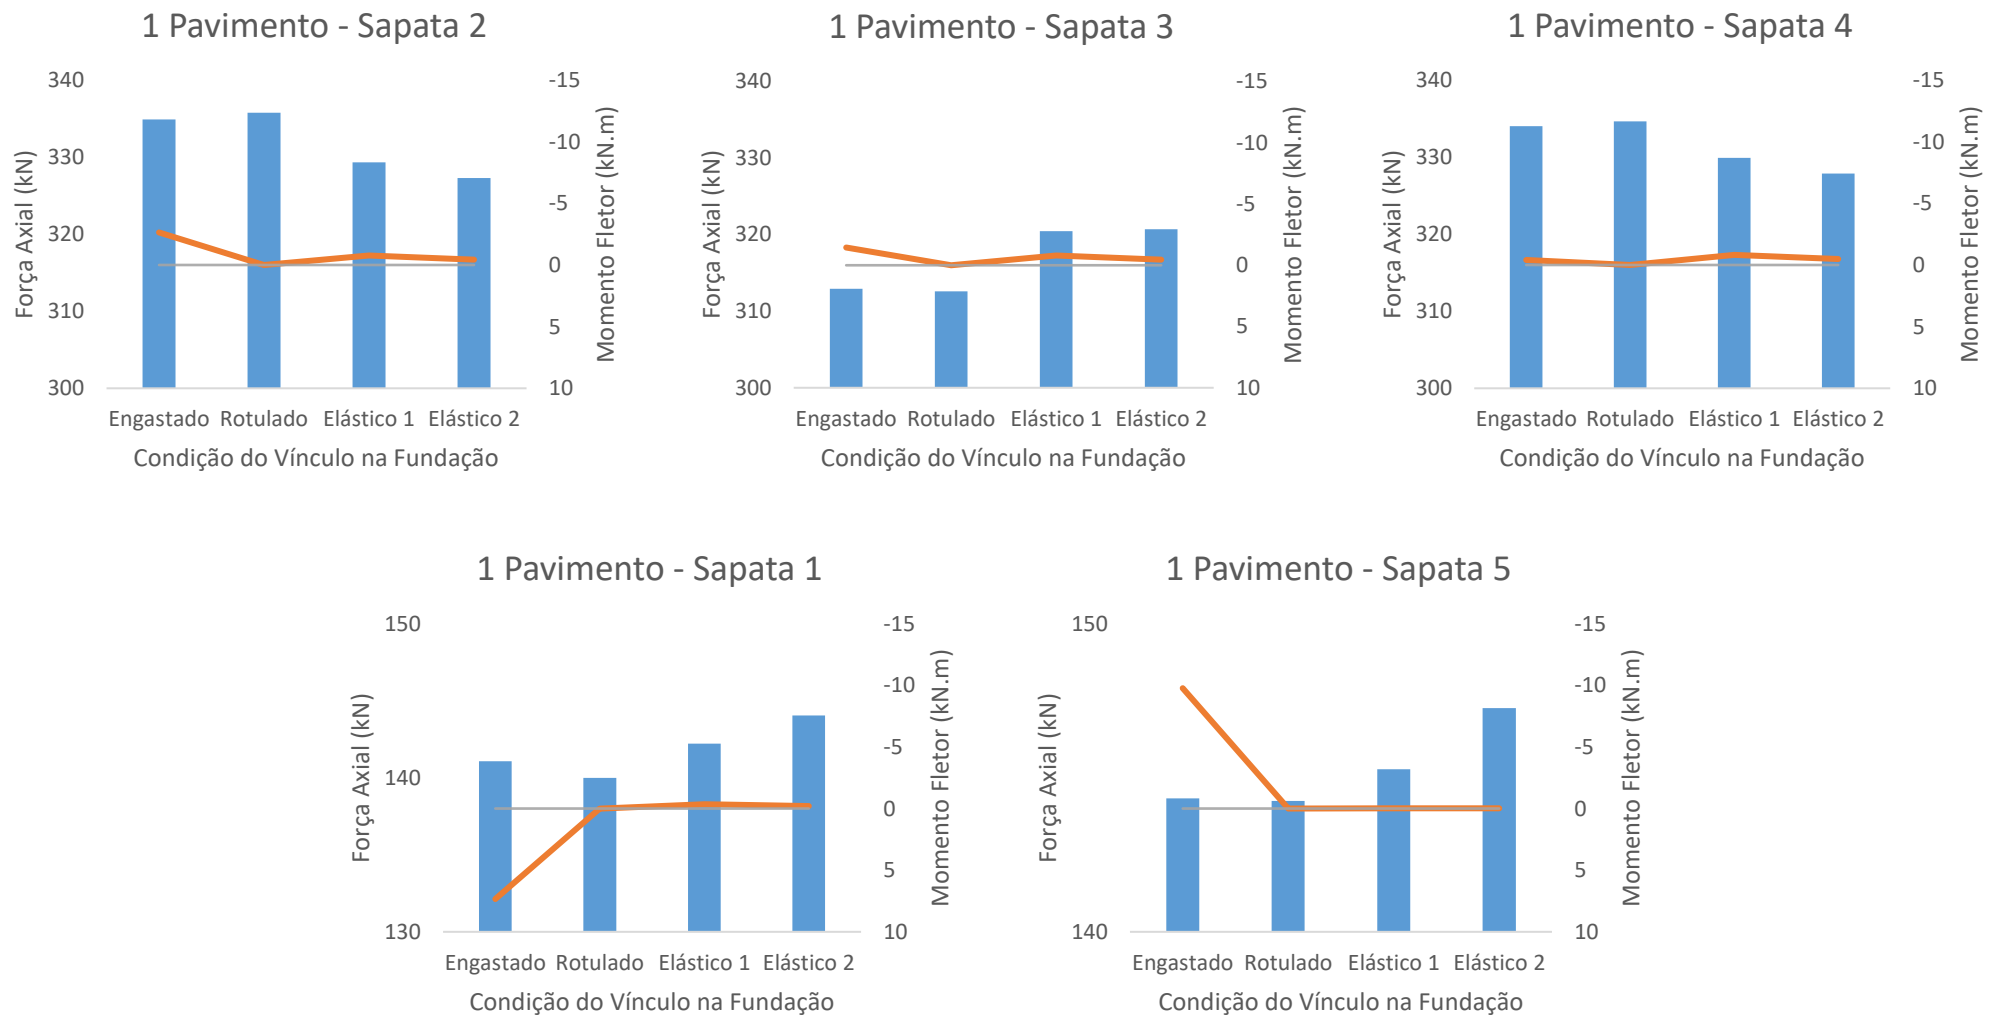 1 Pavimento - Sapata 2
340
330
320
310
300
-15
-10
-5
0
5
10
Força Axial (kN)
Momento Fletor (kN.m)
Engastado Rotulado Elástico 1 Elástico 2
Condição do Vínculo na Fundação
1 Pavimento - Sapata 3
340
330
320
310
300
-15
-10
-5
0
5
10
Força Axial (kN)
Momento Fletor (kN.m)
Engastado Rotulado Elástico 1 Elástico 2
Condição do Vínculo na Fundação
1 Pavimento - Sapata 4
340
330
320
310
300
-15
-10
-5
0
5
10
Força Axial (kN)
Momento Fletor (kN.m)
Engastado Rotulado Elástico 1 Elástico 2
Condição do Vínculo na Fundação
1 Pavimento - Sapata 1
150
140
130
-15
-10
-5
0
5
10
Força Axial (kN)
Momento Fletor (kN.m)
Engastado Rotulado Elástico 1 Elástico 2
Condição do Vínculo na Fundação
1 Pavimento - Sapata 5
150
140
-15
-10
-5
0
5
10
Força Axial (kN)
Momento Fletor (kN.m)
Engastado Rotulado Elástico 1 Elástico 2
Condição do Vínculo na Fundação